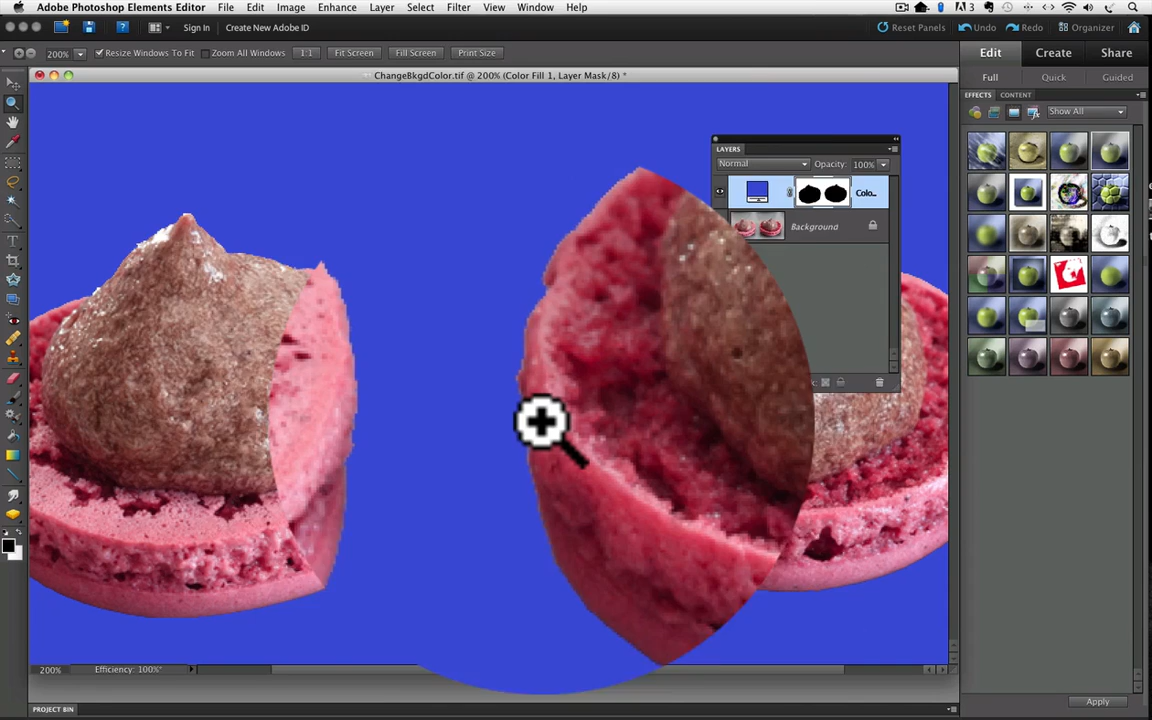 Adobe Photoshop Elements Editor File Edit Image Enhance Layer Select Filter View Window Help 3
Sign In Create New Adobe ID Reset Panels Undo Redo Organizer
200% Resize Windows To Fit Zoom All Windows 1:1 Fit Screen Fill Screen Print Size
Edit Create Share
ChangeBkgdColor.tif @ 200% (Color Fill 1, Layer Mask/8) *
Full Quick Guided
EFFECTS CONTENT
Show All
LAYERS
Normal Opacity: 100%
Colo...
Background
200% Efficiency: 100%*
Apply
PROJECT BIN